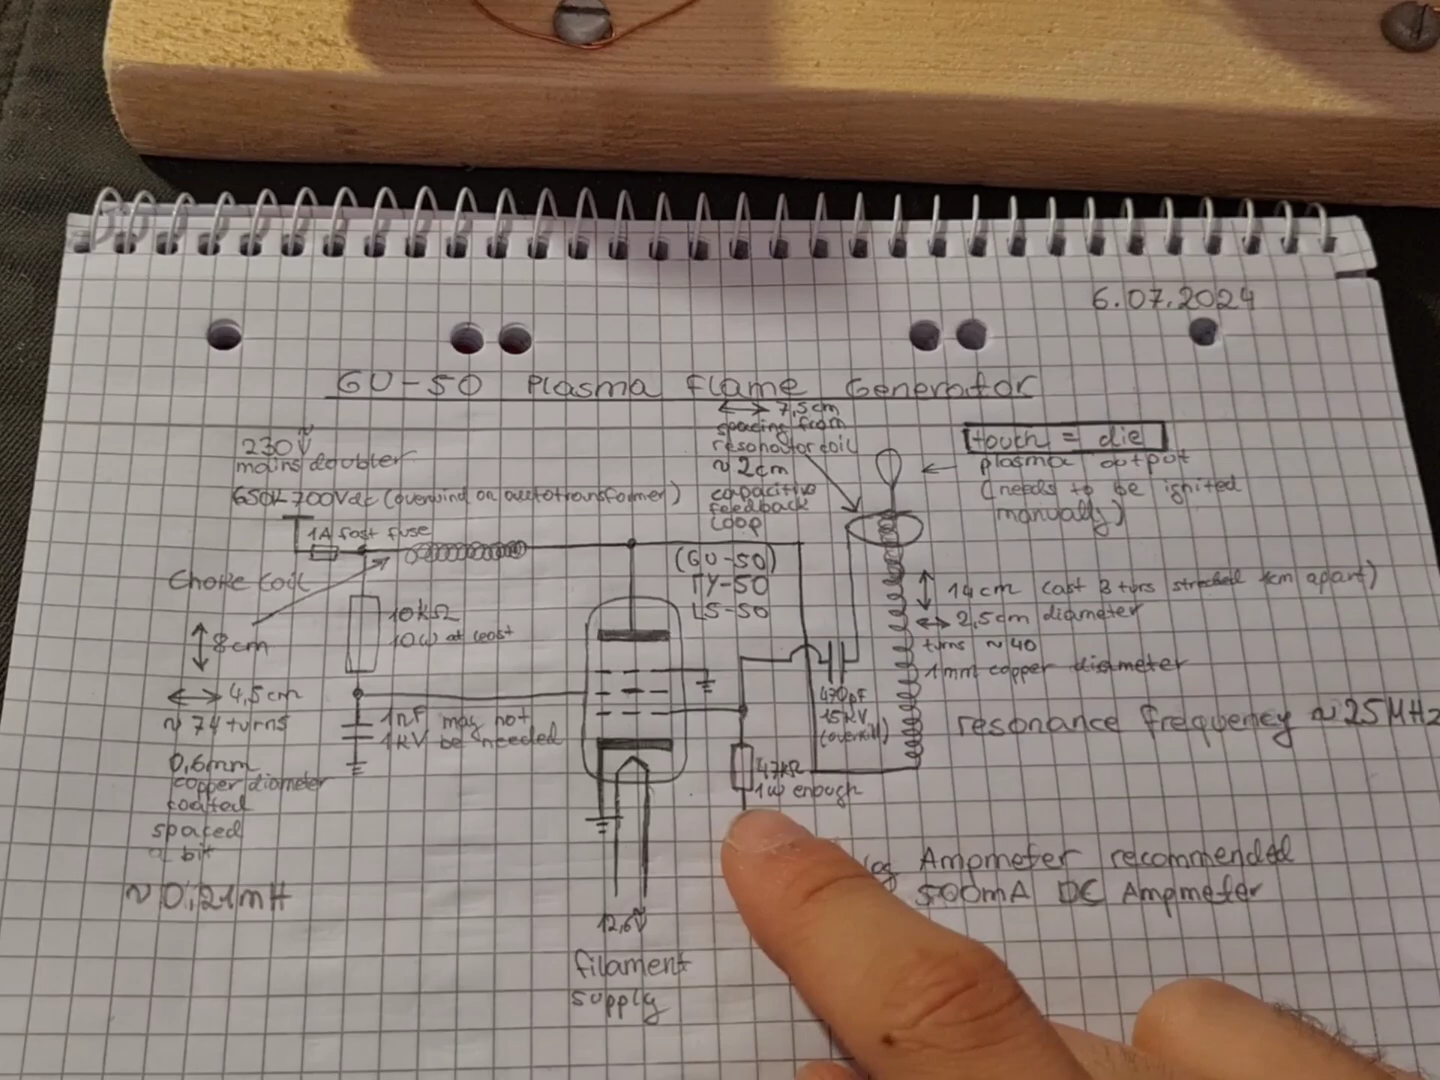 6.07.2024
GU-50 Plasma flame Generator
230V~
mains doubler
650V-700Vdc (overwind on autotransformer)
1A fast fuse
Choke coil
8cm
4,5cm
~ 74 turns
0,6mm
copper diameter
coated
spaced
a bit
~ 0,21mH
10kΩ
10W at least
1nF may not
1kV be needed
7,5cm
spacing from
resonator coil
~ 2cm
capacitive
feedback
loop
(GU-50)
ГУ-50
LS-50
touch = die
plasma output
(needs to be ignited
manually)
14cm (last 3 turs streched 1cm apart)
2,5cm diameter
turns ~40
1mm copper diameter
resonance frequency ~25MHz
470pF
15kV
(overkill)
47kΩ
1W enough
12,6V~
filament
supply
Ampmeter recommended
500mA DC Ampmeter